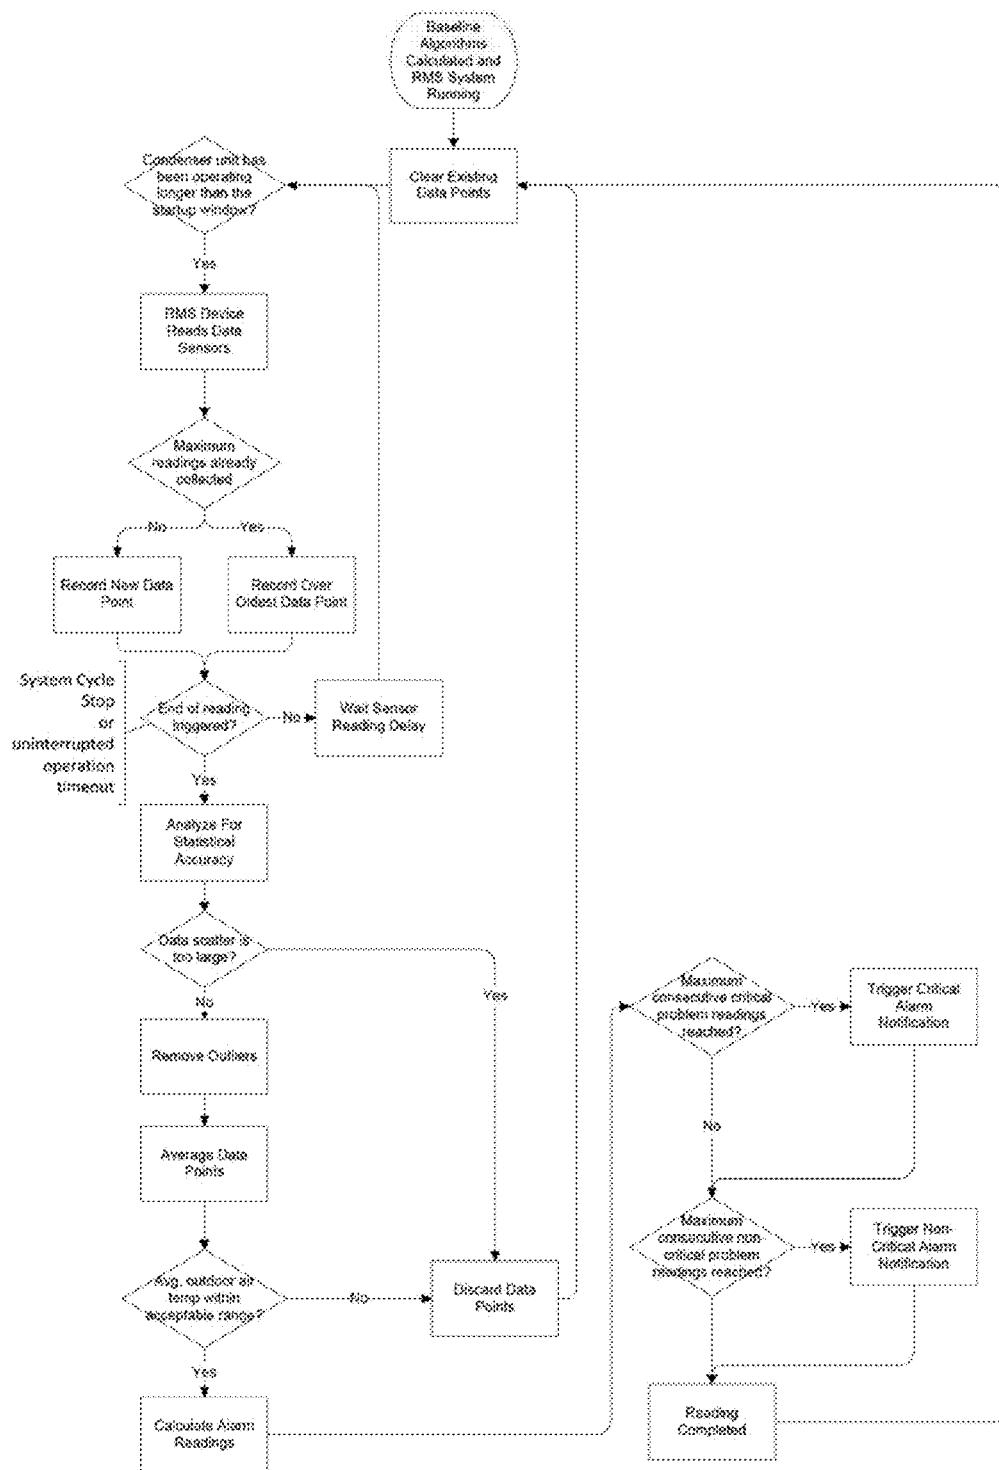 Baseline
Algorithms
Calculated and
RMS System
Running
Condenser unit has
been operating
longer than the
startup window?
Clear Existing
Data Points
Yes
RMS Device
Reads Data
Sensors
Maximum
readings already
collected
No
Yes
Record New Data
Point
Record Over
Oldest Data Point
System Cycle
Stop
or
uninterrupted
operation
timeout
End of reading
triggered?
No
Wait Sensor
Reading Delay
Yes
Analyze For
Statistical
Accuracy
Data scatter is
too large?
Yes
No
Remove Outliers
Average Data
Points
Avg. outdoor air
temp within
acceptable range?
No
Discard Data
Points
Yes
Calculate Alarm
Readings
Maximum
consecutive critical
problem readings
reached?
Yes
Trigger Critical
Alarm
Notification
No
Maximum
consecutive non-
critical problem
readings reached?
Yes
Trigger Non-
Critical Alarm
Notification
Reading
Completed